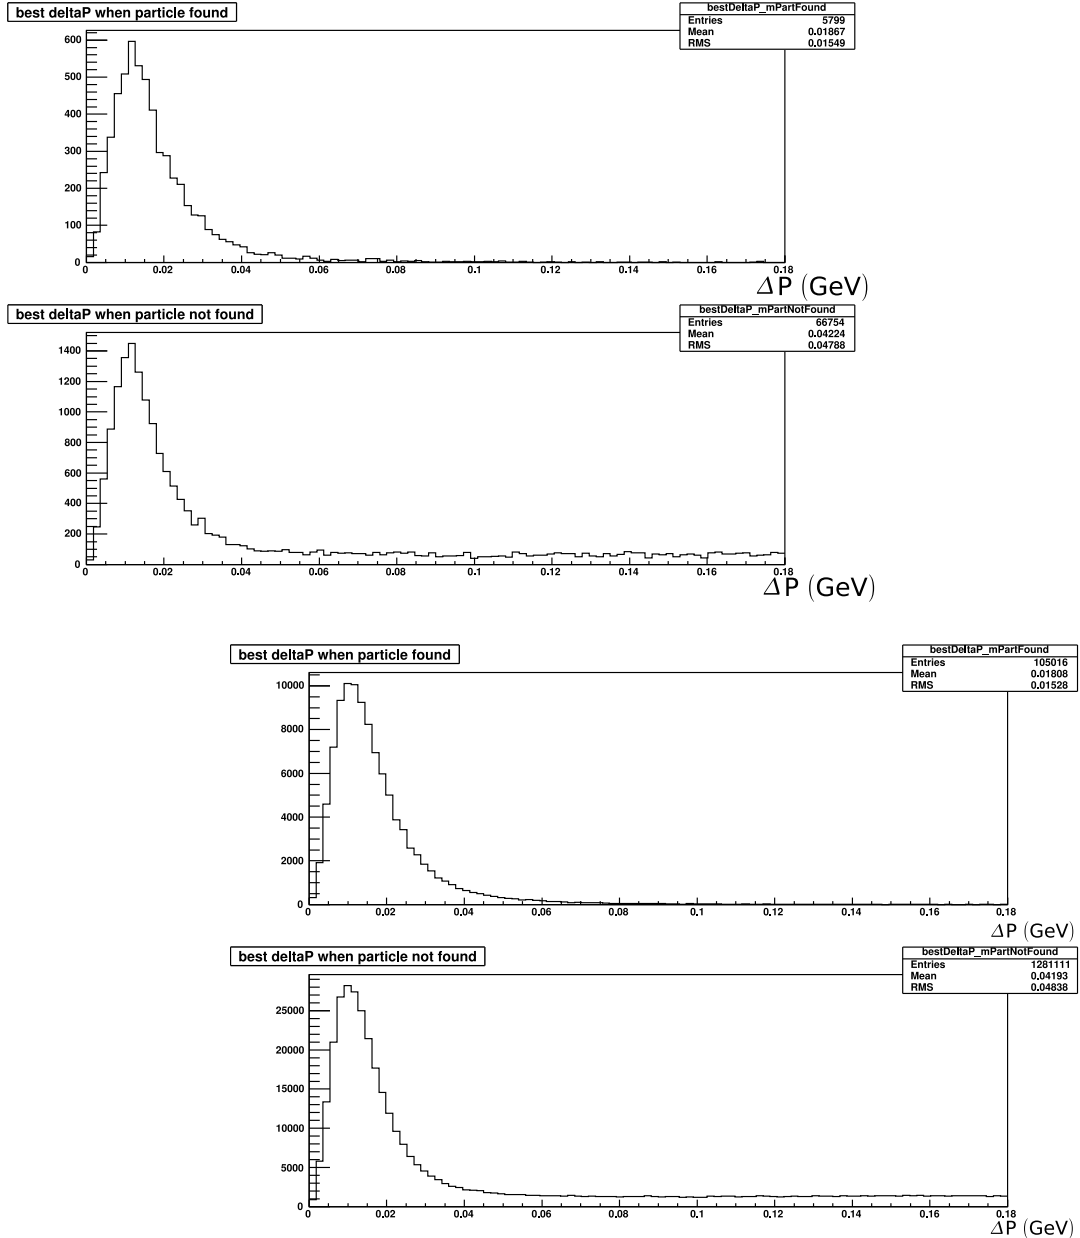 best deltaP when particle found
bestDeltaP_mPartFound
Entries 5799
Mean 0.01867
RMS 0.01549
600
500
400
300
200
100
0
0 0.02 0.04 0.06 0.08 0.1 0.12 0.14 0.16 0.18
ΔP (GeV)
best deltaP when particle not found
bestDeltaP_mPartNotFound
Entries 66754
Mean 0.04224
RMS 0.04788
1400
1200
1000
800
600
400
200
0
0 0.02 0.04 0.06 0.08 0.1 0.12 0.14 0.16 0.18
ΔP (GeV)
best deltaP when particle found
bestDeltaP_mPartFound
Entries 105016
Mean 0.01808
RMS 0.01528
10000
8000
6000
4000
2000
0
0 0.02 0.04 0.06 0.08 0.1 0.12 0.14 0.16 0.18
ΔP (GeV)
best deltaP when particle not found
bestDeltaP_mPartNotFound
Entries 1281111
Mean 0.04193
RMS 0.04838
25000
20000
15000
10000
5000
0
0 0.02 0.04 0.06 0.08 0.1 0.12 0.14 0.16 0.18
ΔP (GeV)